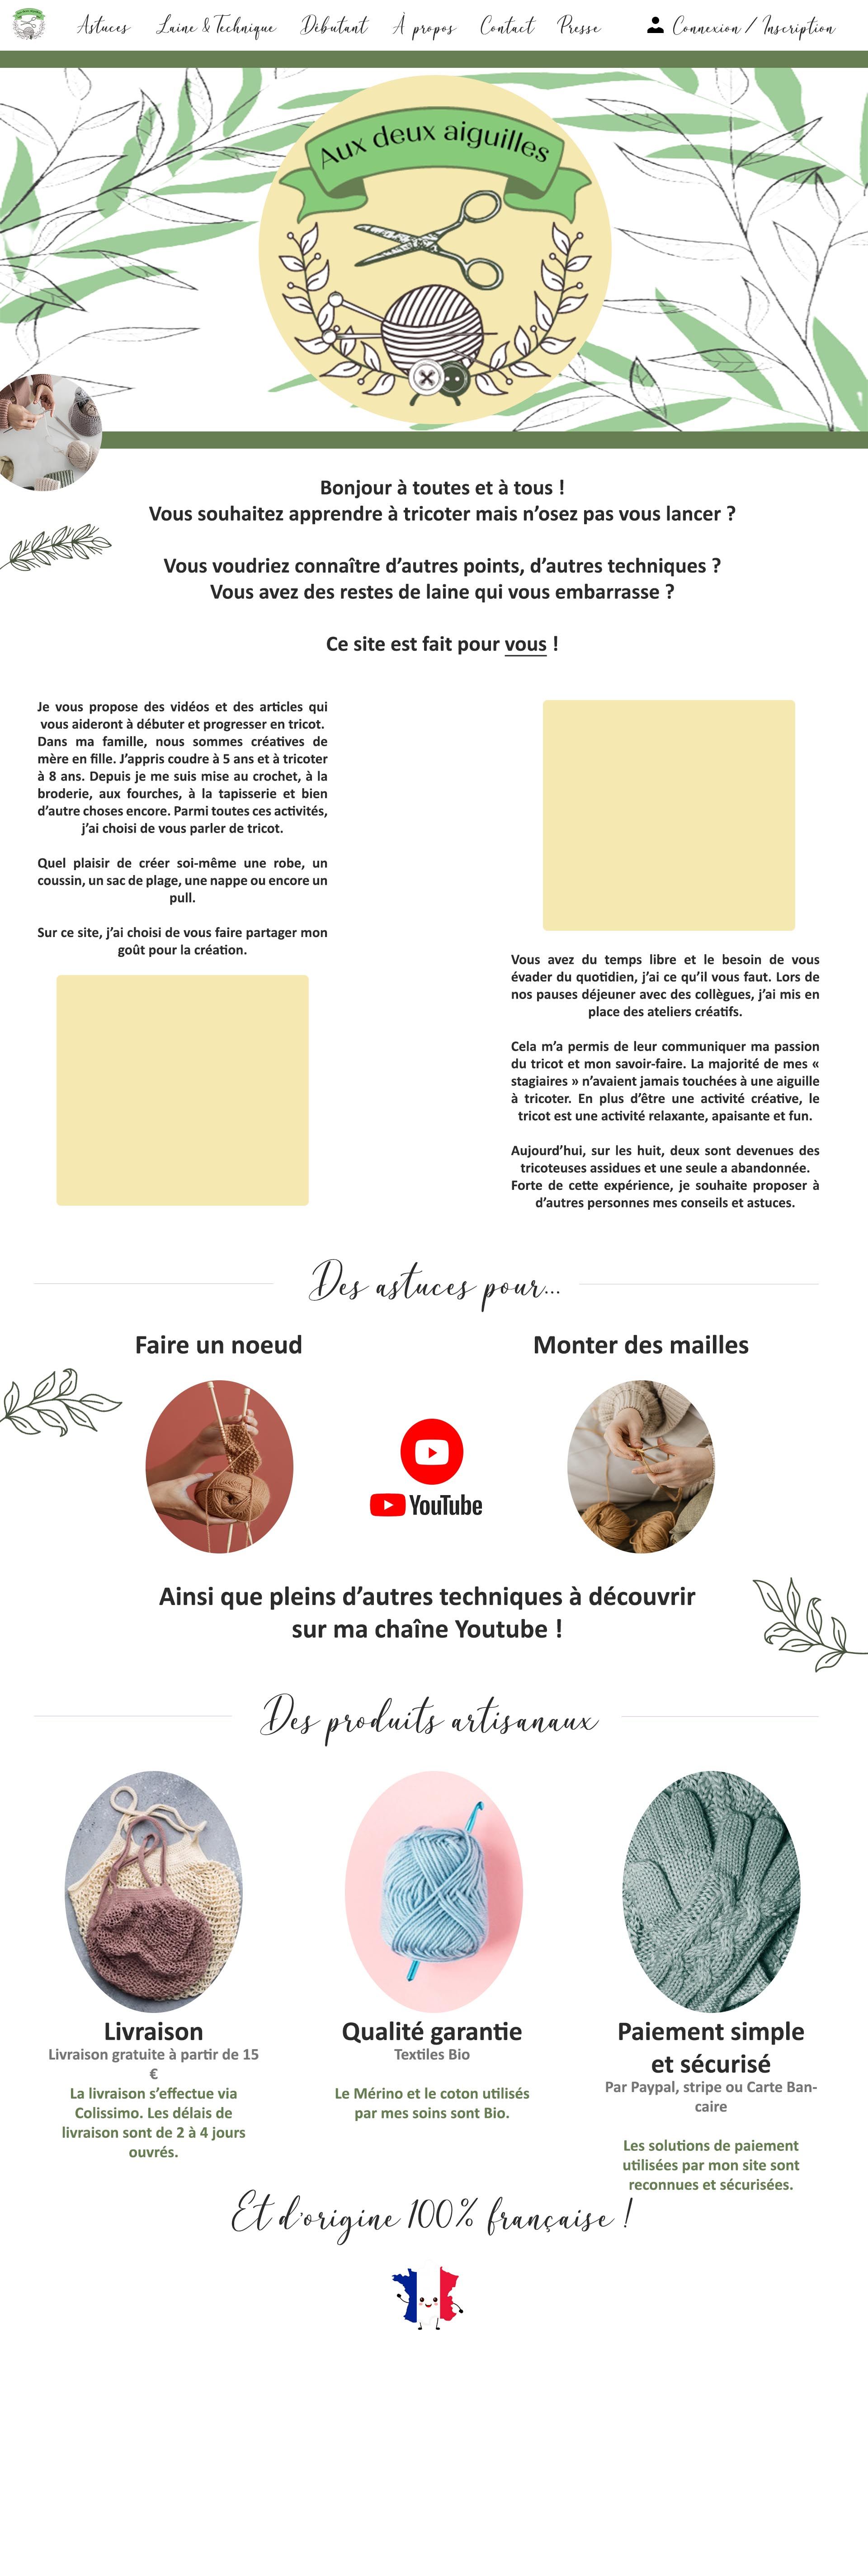 Astuces Laine & Technique Débutant À propos Contact Presse Connexion / Inscription
Aux deux aiguilles
Bonjour à toutes et à tous !
Vous souhaitez apprendre à tricoter mais n’osez pas vous lancer ?
Vous voudriez connaître d’autres points, d’autres techniques ?
Vous avez des restes de laine qui vous embarrasse ?
Ce site est fait pour vous !
Je vous propose des vidéos et des articles qui
vous aideront à débuter et progresser en tricot.
Dans ma famille, nous sommes créatives de
mère en fille. J’appris coudre à 5 ans et à tricoter
à 8 ans. Depuis je me suis mise au crochet, à la
broderie, aux fourches, à la tapisserie et bien
d’autre choses encore. Parmi toutes ces activités,
j’ai choisi de vous parler de tricot.
Quel plaisir de créer soi-même une robe, un
coussin, un sac de plage, une nappe ou encore un
pull.
Sur ce site, j’ai choisi de vous faire partager mon
goût pour la création.
Vous avez du temps libre et le besoin de vous
évader du quotidien, j’ai ce qu’il vous faut. Lors de
nos pauses déjeuner avec des collègues, j’ai mis en
place des ateliers créatifs.
Cela m’a permis de leur communiquer ma passion
du tricot et mon savoir-faire. La majorité de mes «
stagiaires » n’avaient jamais touchées à une aiguille
à tricoter. En plus d’être une activité créative, le
tricot est une activité relaxante, apaisante et fun.
Aujourd’hui, sur les huit, deux sont devenues des
tricoteuses assidues et une seule a abandonnée.
Forte de cette expérience, je souhaite proposer à
d’autres personnes mes conseils et astuces.
Des astuces pour...
Faire un noeud
Monter des mailles
YouTube
Ainsi que pleins d’autres techniques à découvrir
sur ma chaîne Youtube !
Des produits artisanaux
Livraison
Livraison gratuite à partir de 15
€
La livraison s’effectue via
Colissimo. Les délais de
livraison sont de 2 à 4 jours
ouvrés.
Qualité garantie
Textiles Bio
Le Mérino et le coton utilisés
par mes soins sont Bio.
Paiement simple
et sécurisé
Par Paypal, stripe ou Carte Ban-
caire
Les solutions de paiement
utilisées par mon site sont
reconnues et sécurisées.
Et d'origine 100% française !